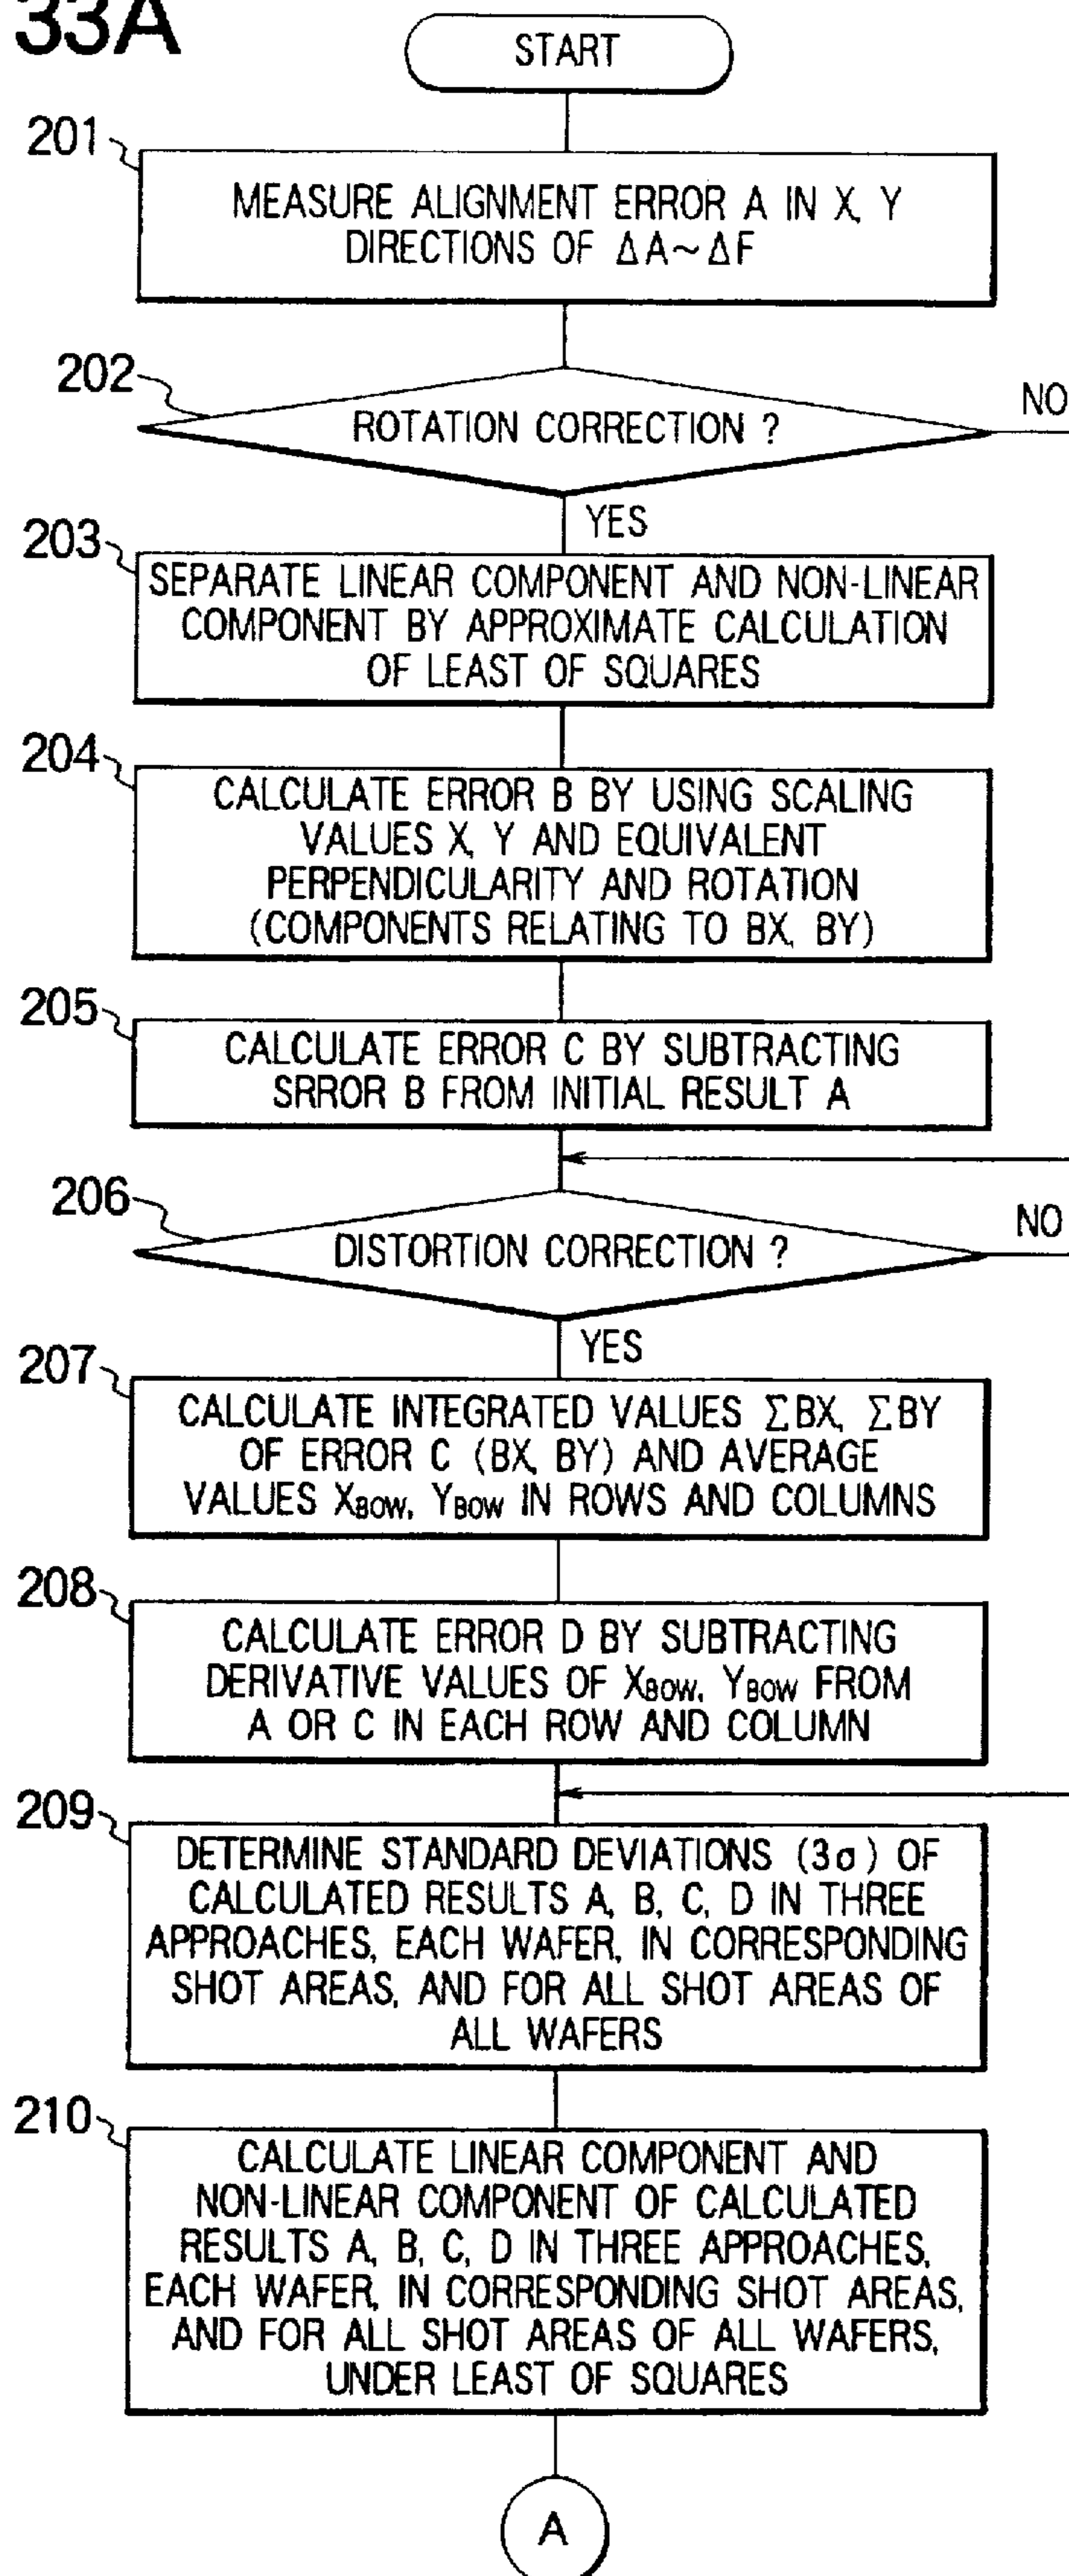 33A
START
201
MEASURE ALIGNMENT ERROR A IN X, Y
DIRECTIONS OF ΔA~ΔF
202
ROTATION CORRECTION ?
NO
YES
203
SEPARATE LINEAR COMPONENT AND NON-LINEAR
COMPONENT BY APPROXIMATE CALCULATION
OF LEAST OF SQUARES
204
CALCULATE ERROR B BY USING SCALING
VALUES X, Y AND EQUIVALENT
PERPENDICULARITY AND ROTATION
(COMPONENTS RELATING TO BX, BY)
205
CALCULATE ERROR C BY SUBTRACTING
SRROR B FROM INITIAL RESULT A
206
DISTORTION CORRECTION ?
NO
YES
207
CALCULATE INTEGRATED VALUES ΣBX, ΣBY
OF ERROR C (BX, BY) AND AVERAGE
VALUES XBOW, YBOW IN ROWS AND COLUMNS
208
CALCULATE ERROR D BY SUBTRACTING
DERIVATIVE VALUES OF XBOW, YBOW FROM
A OR C IN EACH ROW AND COLUMN
209
DETERMINE STANDARD DEVIATIONS (3σ) OF
CALCULATED RESULTS A, B, C, D IN THREE
APPROACHES, EACH WAFER, IN CORRESPONDING
SHOT AREAS, AND FOR ALL SHOT AREAS OF
ALL WAFERS
210
CALCULATE LINEAR COMPONENT AND
NON-LINEAR COMPONENT OF CALCULATED
RESULTS A, B, C, D IN THREE APPROACHES,
EACH WAFER, IN CORRESPONDING SHOT AREAS,
AND FOR ALL SHOT AREAS OF ALL WAFERS,
UNDER LEAST OF SQUARES
A